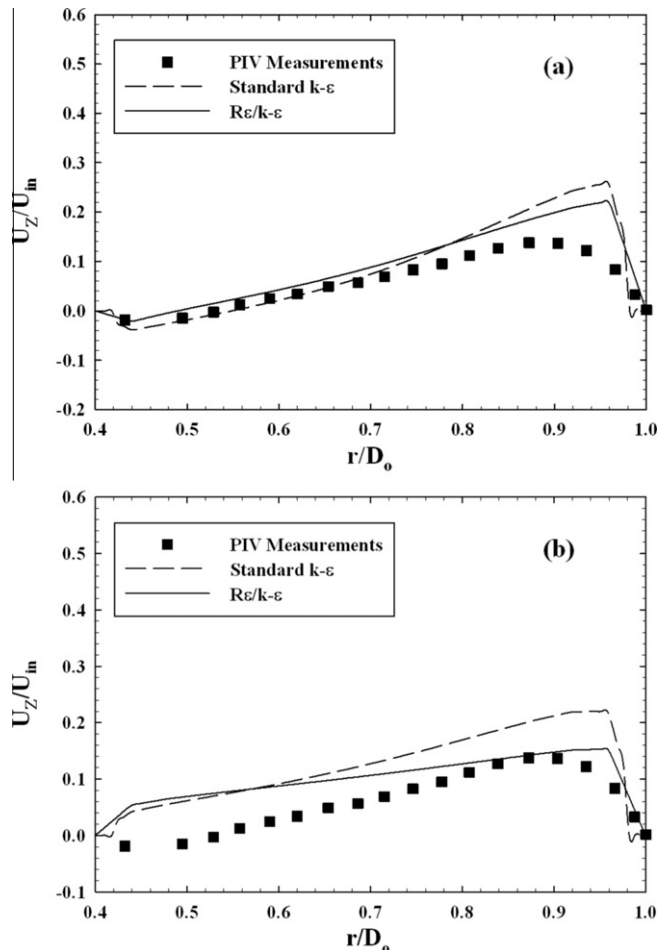 0.6
0.5
0.4
0.3
0.2
0.1
0.0
-0.1
-0.2
U_Z/U_in
PIV Measurements
Standard k-ε
Rε/k-ε
(a)
0.4 0.5 0.6 0.7 0.8 0.9 1.0
r/D_o
0.6
0.5
0.4
0.3
0.2
0.1
0.0
-0.1
U_Z/U_in
PIV Measurements
Standard k-ε
Rε/k-ε
(b)
0.4 0.5 0.6 0.7 0.8 0.9 1.0
r/D_o